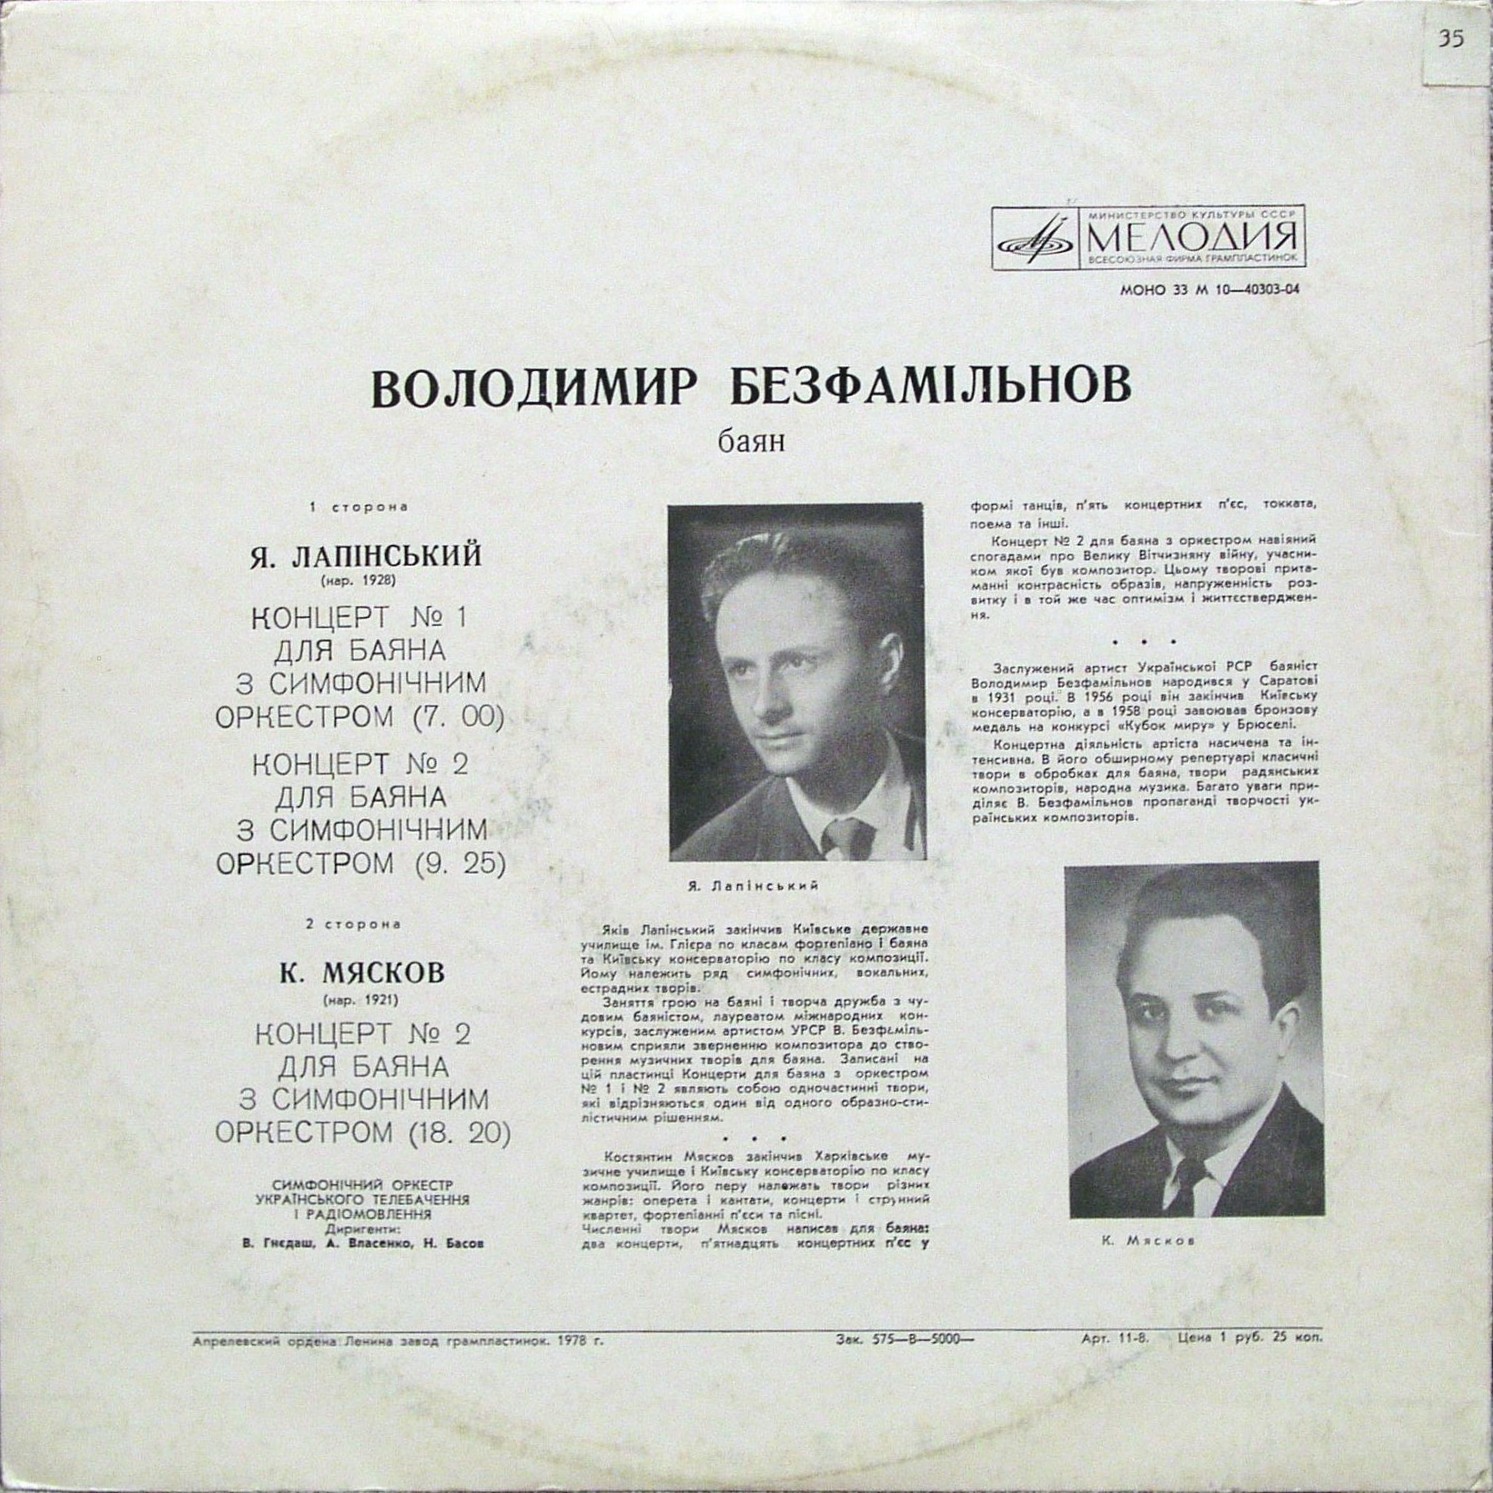 35
МИНИСТЕРСТВО КУЛЬТУРЫ СССР
МЕЛОДИЯ
ВСЕСОЮЗНАЯ ФИРМА ГРАМПЛАСТИНОК
МОНО 33 М 10—40303-04
ВОЛОДИМИР БЕЗФАМІЛЬНОВ
баян
1 сторона
Я. ЛАПІНСЬКИЙ
(нар. 1928)
КОНЦЕРТ № 1
ДЛЯ БАЯНА
З СИМФОНІЧНИМ
ОРКЕСТРОМ (7. 00)
КОНЦЕРТ № 2
ДЛЯ БАЯНА
З СИМФОНІЧНИМ
ОРКЕСТРОМ (9. 25)
2 сторона
К. МЯСКОВ
(нар. 1921)
КОНЦЕРТ № 2
ДЛЯ БАЯНА
З СИМФОНІЧНИМ
ОРКЕСТРОМ (18. 20)
СИМФОНІЧНИЙ ОРКЕСТР
УКРАЇНСЬКОГО ТЕЛЕБАЧЕННЯ
І РАДІОМОВЛЕННЯ
Диригенти:
В. Гнєдаш, А. Власенко, Н. Басов
Я. Лапінський
Яків Лапінський закінчив Київське державне
училище ім. Глієра по класам фортепіано і баяна
та Київську консерваторію по класу композиції.
Йому належить ряд симфонічних, вокальних,
естрадних творів.
Заняття грою на баяні і творча дружба з чу-
довим баяністом, лауреатом міжнародних кон-
курсів, заслуженим артистом УРСР В. Безфаміль-
новим сприяли зверненню композитора до ство-
рення музичних творів для баяна. Записані на
цій пластинці Концерти для баяна з оркестром
№ 1 і № 2 являють собою одночастинні твори,
які відрізняються один від одного образно-сти-
лістичним рішенням.
• • •
Костянтин Мясков закінчив Харківське му-
зичне училище і Київську консерваторію по класу
композиції. Його перу належать твори різних
жанрів: оперета і кантати, концерти і струнний
квартет, фортепіанні п'єси та пісні.
Численні твори Мясков написав для баяна:
два концерти, п'ятнадцять концертних п'єс у
формі танців, п'ять концертних п'єс, токката,
поема та інші.
Концерт № 2 для баяна з оркестром навіяний
спогадами про Велику Вітчизняну війну, учасни-
ком якої був композитор. Цьому творові прита-
манні контрасність образів, напруженність роз-
витку і в той же час оптимізм і життєствержден-
ня.
• • •
Заслужений артист Української РСР баяніст
Володимир Безфамільнов народився у Саратові
в 1931 році. В 1956 році він закінчив Київську
консерваторію, а в 1958 році завоював бронзову
медаль на конкурсі «Кубок миру» у Брюселі.
Концертна діяльність артіста насичена та ін-
тенсивна. В його обширному репертуарі класичні
твори в обробках для баяна, твори радянських
композиторів, народна музика. Багато уваги при-
діляє В. Безфамільнов пропаганді творчості ук-
раїнських композиторів.
К. Мясков
Апрелевский ордена Ленина завод грампластинок. 1978 г.
Зак. 575—В—5000—
Арт. 11-8. Цена 1 руб. 25 коп.